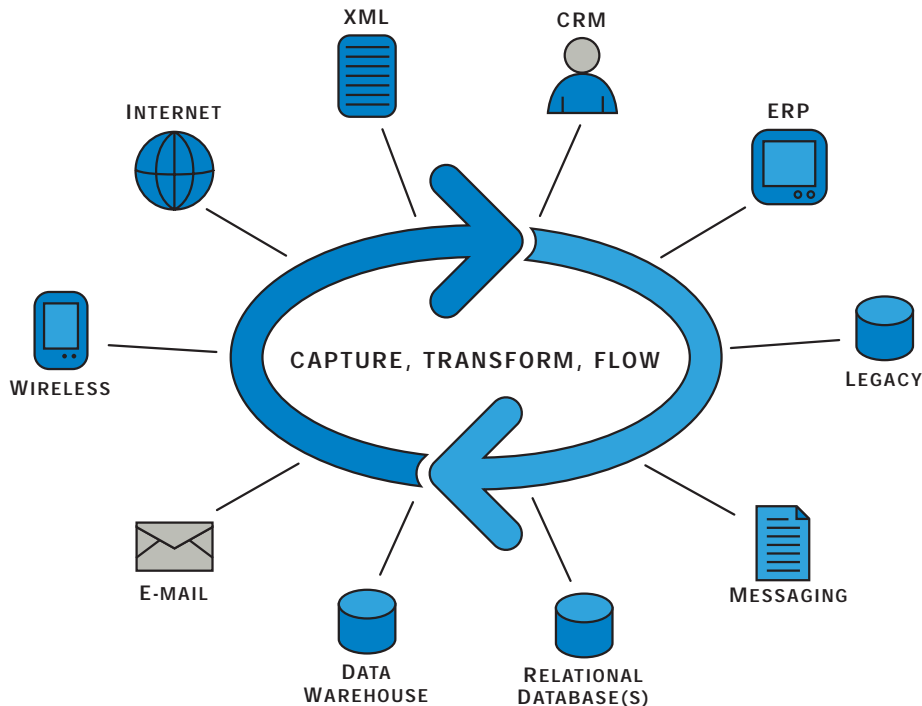 XML
CRM
INTERNET
ERP
CAPTURE, TRANSFORM, FLOW
WIRELESS
LEGACY
E-MAIL
MESSAGING
DATA
WAREHOUSE
RELATIONAL
DATABASE(S)